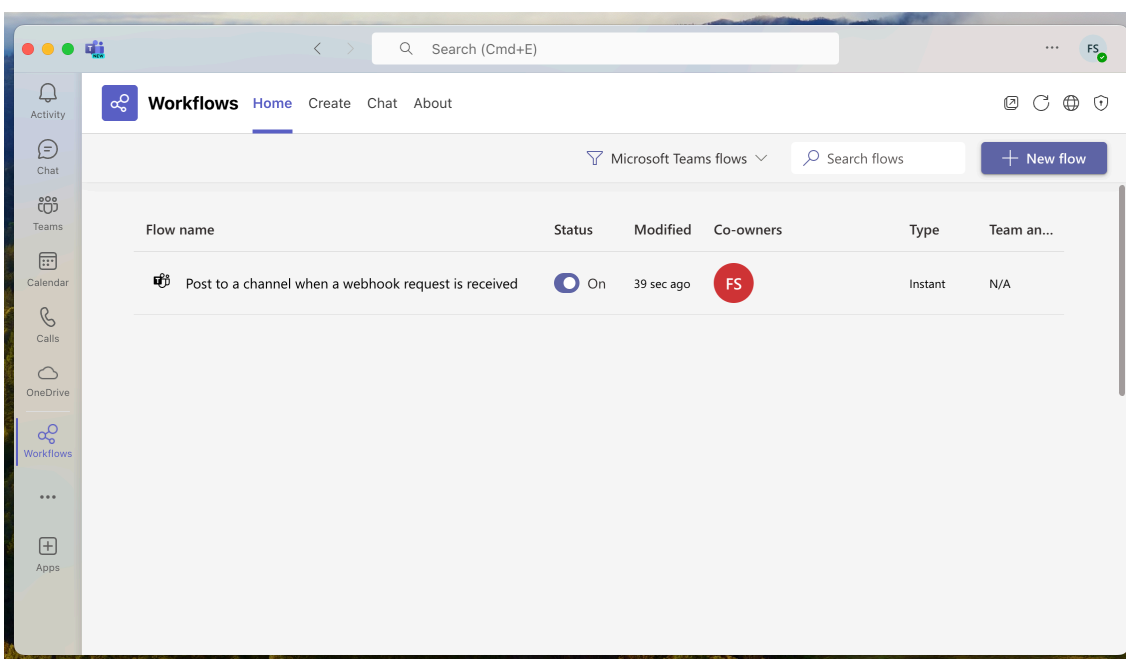 NEW
Search (Cmd+E)
FS
Activity
Chat
Teams
Calendar
Calls
OneDrive
Workflows
Apps
Workflows Home Create Chat About
Microsoft Teams flows Search flows New flow
Flow name Status Modified Co-owners Type Team an...
Post to a channel when a webhook request is received On 39 sec ago FS Instant N/A